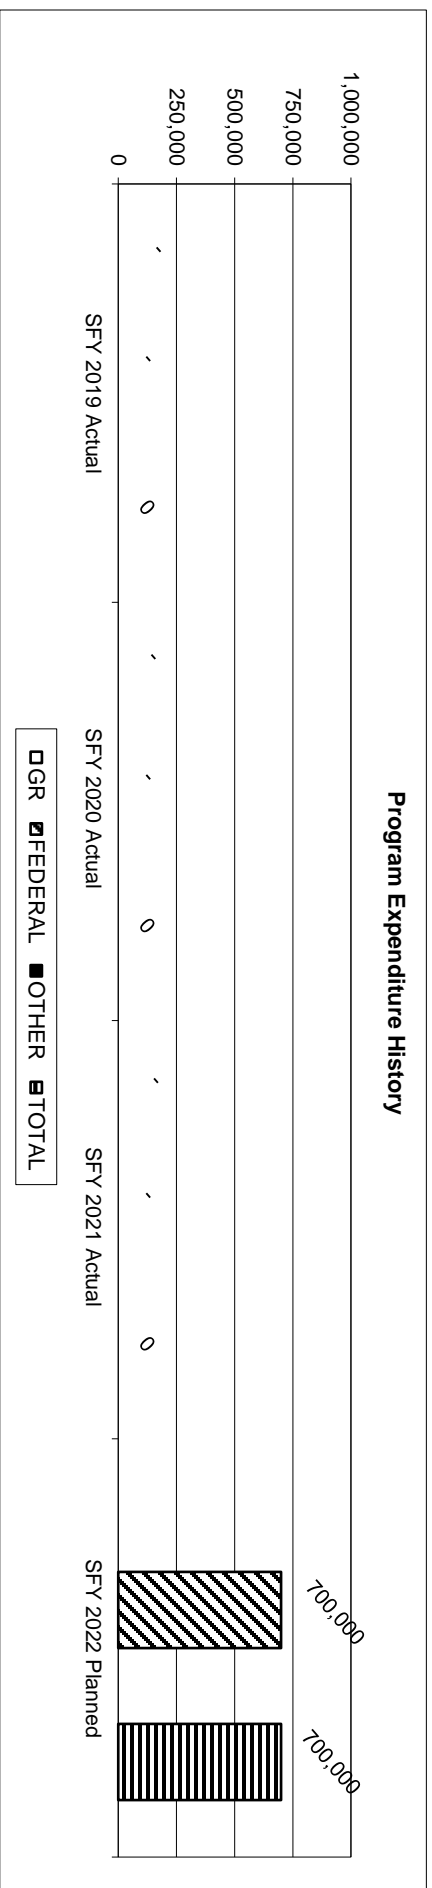 Program Expenditure History
1,000,000
750,000
500,000
250,000
0
- - 0
- - 0
- - 0
700,000 700,000
SFY 2019 Actual
SFY 2020 Actual
SFY 2021 Actual
SFY 2022 Planned
GR FEDERAL OTHER TOTAL